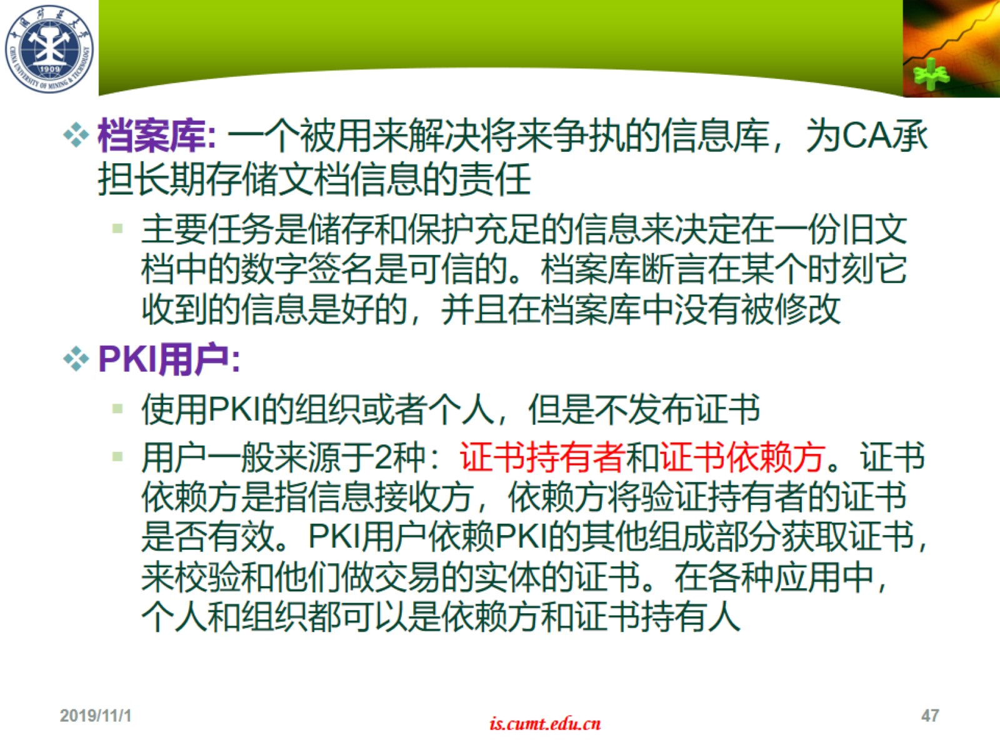 中国矿业大学
CHINA UNIVERSITY OF MINING & TECHNOLOGY
1909
档案库: 一个被用来解决将来争执的信息库，为CA承
担长期存储文档信息的责任
主要任务是储存和保护充足的信息来决定在一份旧文
档中的数字签名是可信的。档案库断言在某个时刻它
收到的信息是好的，并且在档案库中没有被修改
PKI用户:
使用PKI的组织或者个人，但是不发布证书
用户一般来源于2种：证书持有者和证书依赖方。证书
依赖方是指信息接收方，依赖方将验证持有者的证书
是否有效。PKI用户依赖PKI的其他组成部分获取证书，
来校验和他们做交易的实体的证书。在各种应用中，
个人和组织都可以是依赖方和证书持有人
2019/11/1
is.cumt.edu.cn
47